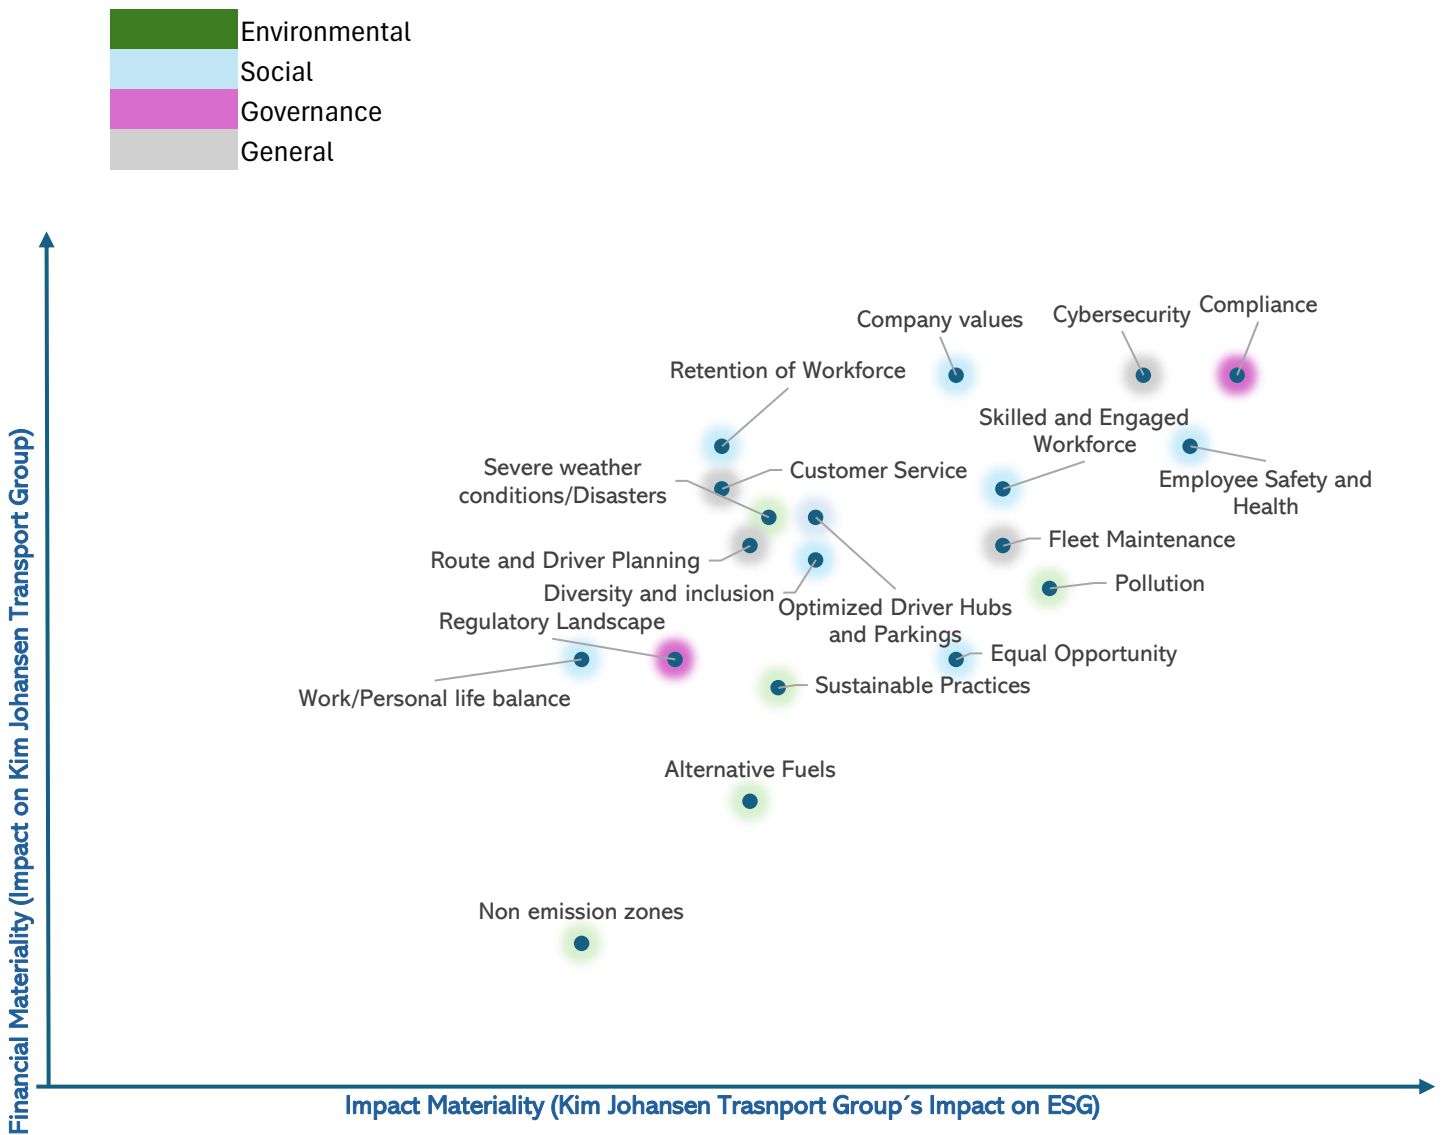 Environmental
Social
Governance
General
Compliance
Cybersecurity
Company values
Retention of Workforce
Skilled and Engaged
Workforce
Severe weather
conditions/Disasters
Customer Service
Employee Safety and
Health
Fleet Maintenance
Route and Driver Planning
Pollution
Diversity and inclusion
Optimized Driver Hubs
and Parkings
Regulatory Landscape
Equal Opportunity
Sustainable Practices
Work/Personal life balance
Alternative Fuels
Non emission zones
Financial Materiality (Impact on Kim Johansen Transport Group)
Impact Materiality (Kim Johansen Trasnport Group´s Impact on ESG)